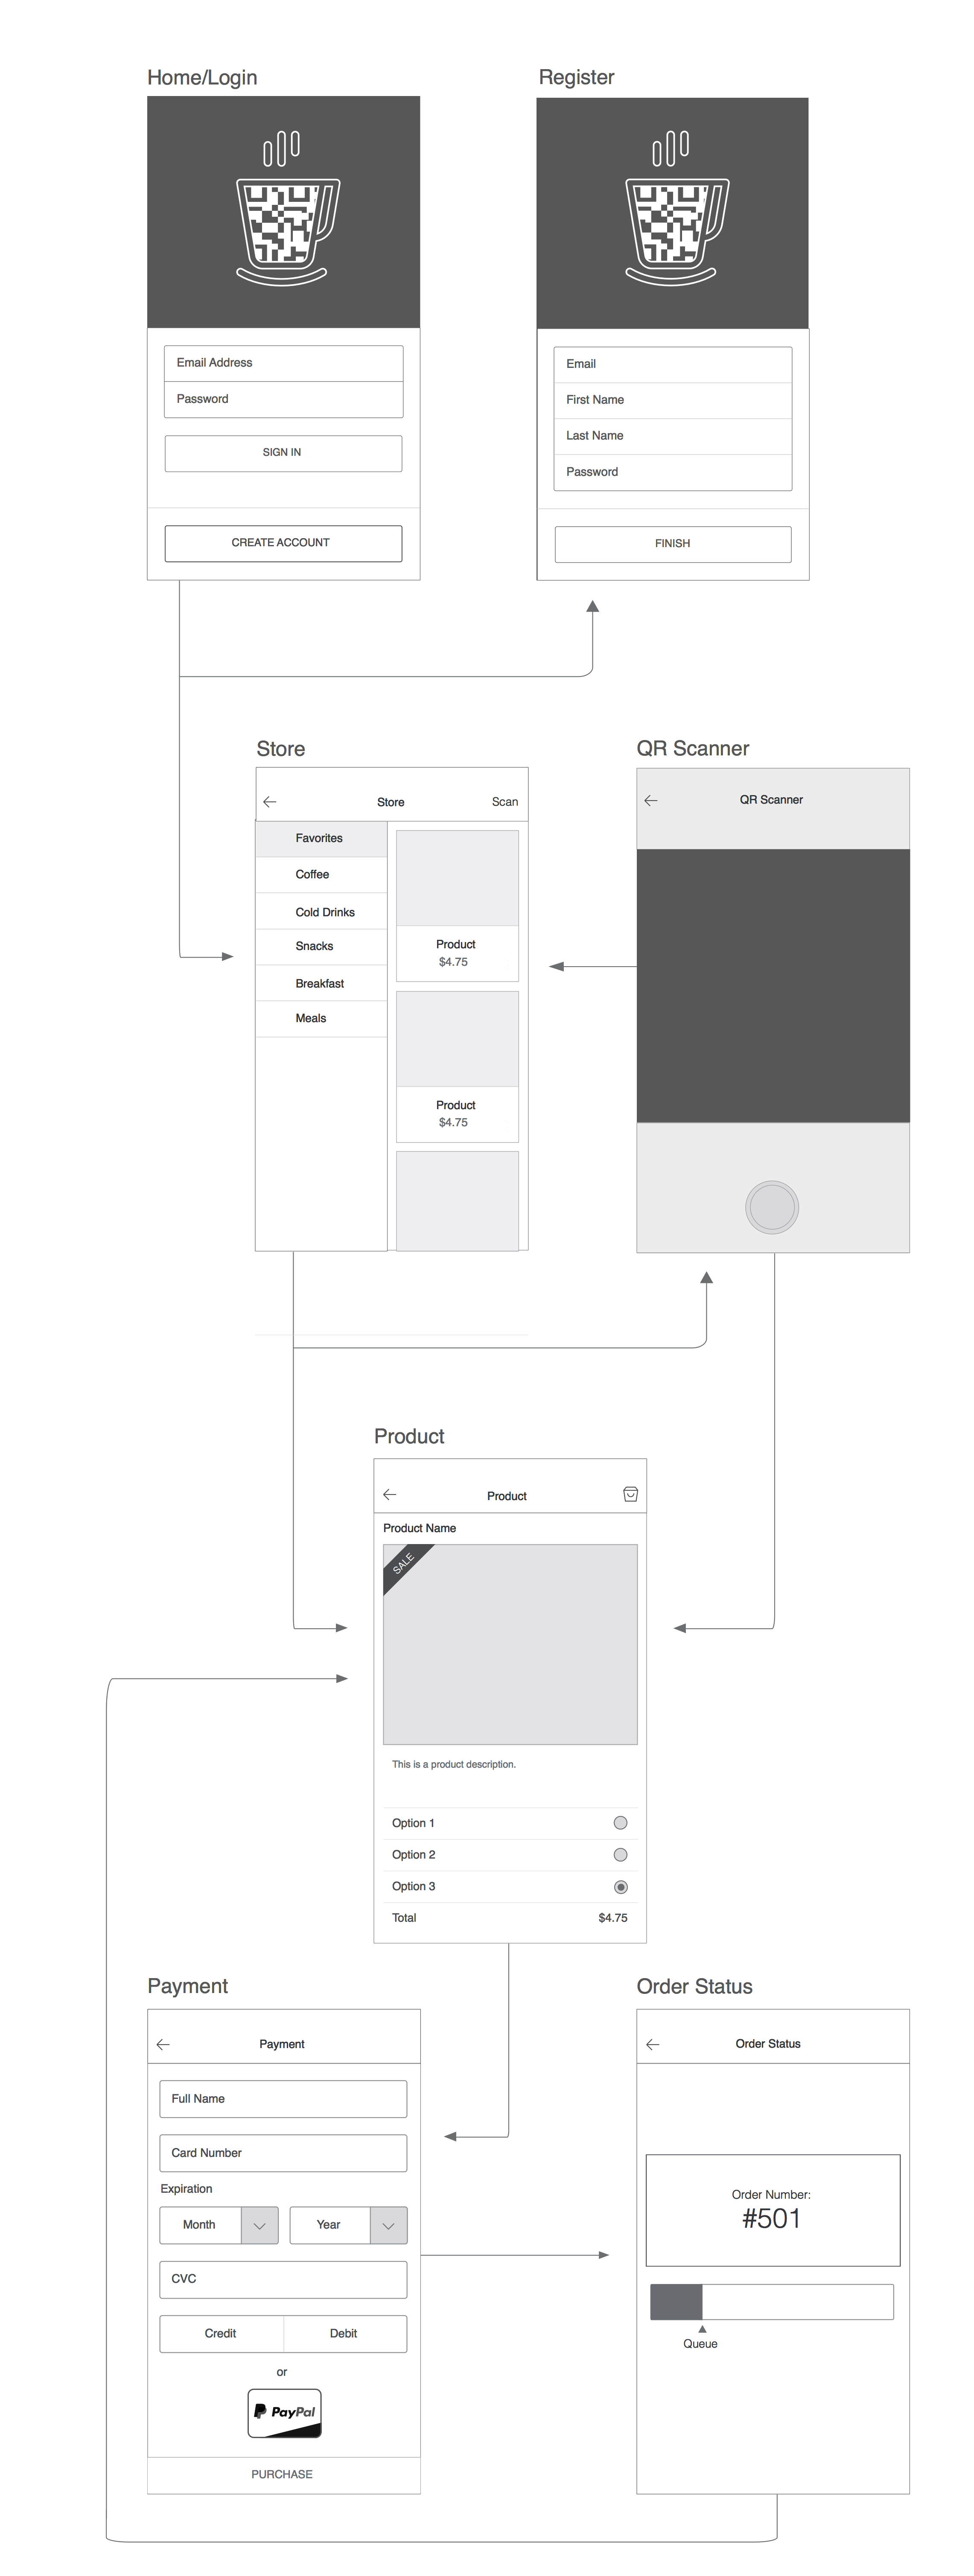 Home/Login
Register
Email Address
Password
SIGN IN
CREATE ACCOUNT
Email
First Name
Last Name
Password
FINISH
Store
QR Scanner
Store
Scan
Favorites
Coffee
Cold Drinks
Snacks
Breakfast
Meals
Product
$4.75
Product
$4.75
QR Scanner
Product
Product
Product Name
SALE
This is a product description.
Option 1
Option 2
Option 3
Total $4.75
Payment
Order Status
Payment
Full Name
Card Number
Expiration
Month
Year
CVC
Credit
Debit
or
PayPal
PURCHASE
Order Status
Order Number:
#501
Queue